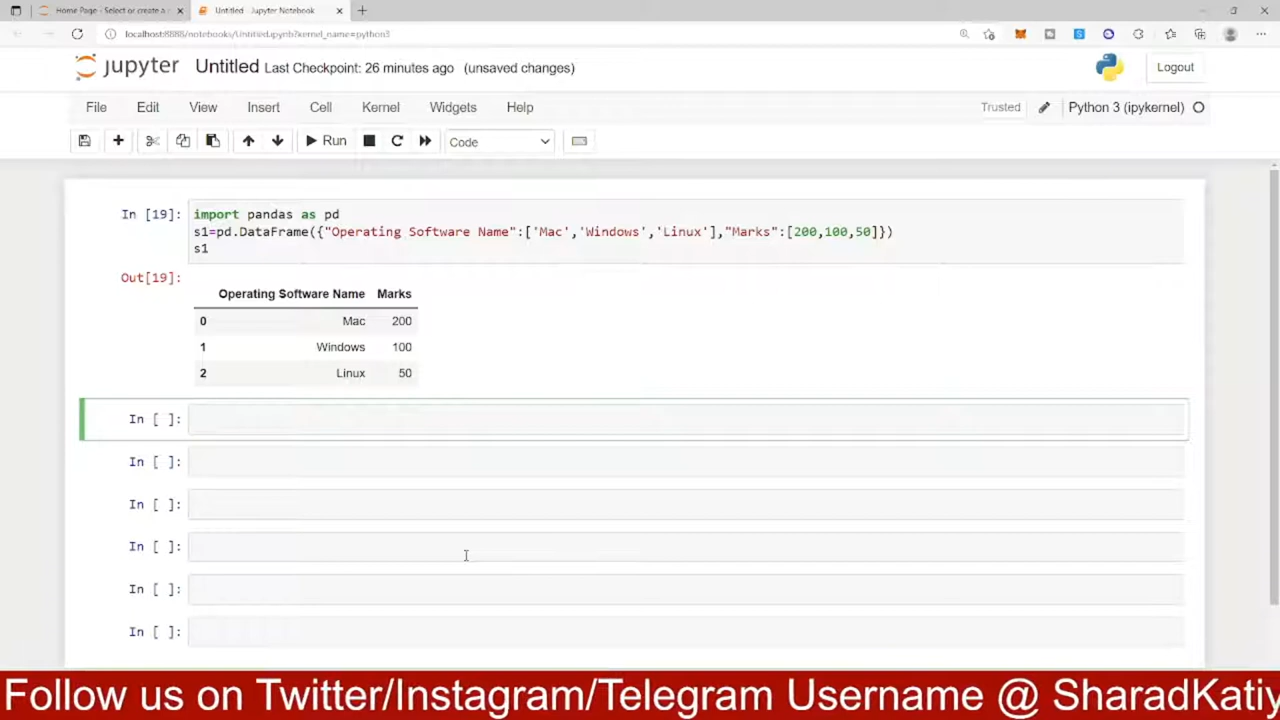 Home Page - Select or create a
Untitled - Jupyter Notebook
localhost:8888/notebooks/Untitled.ipynb?kernel_name=python3
jupyter Untitled Last Checkpoint: 26 minutes ago (unsaved changes)
Logout
File Edit View Insert Cell Kernel Widgets Help
Trusted
Python 3 (ipykernel)
Run
Code
In [19]:
import pandas as pd
s1=pd.DataFrame({"Operating Software Name":['Mac','Windows','Linux'],"Marks":[200,100,50]})
s1
Out[19]:
Operating Software Name Marks
0 Mac 200
1 Windows 100
2 Linux 50
In [ ]:
In [ ]:
In [ ]:
In [ ]:
In [ ]:
In [ ]:
Follow us on Twitter/Instagram/Telegram Username @ SharadKatiy